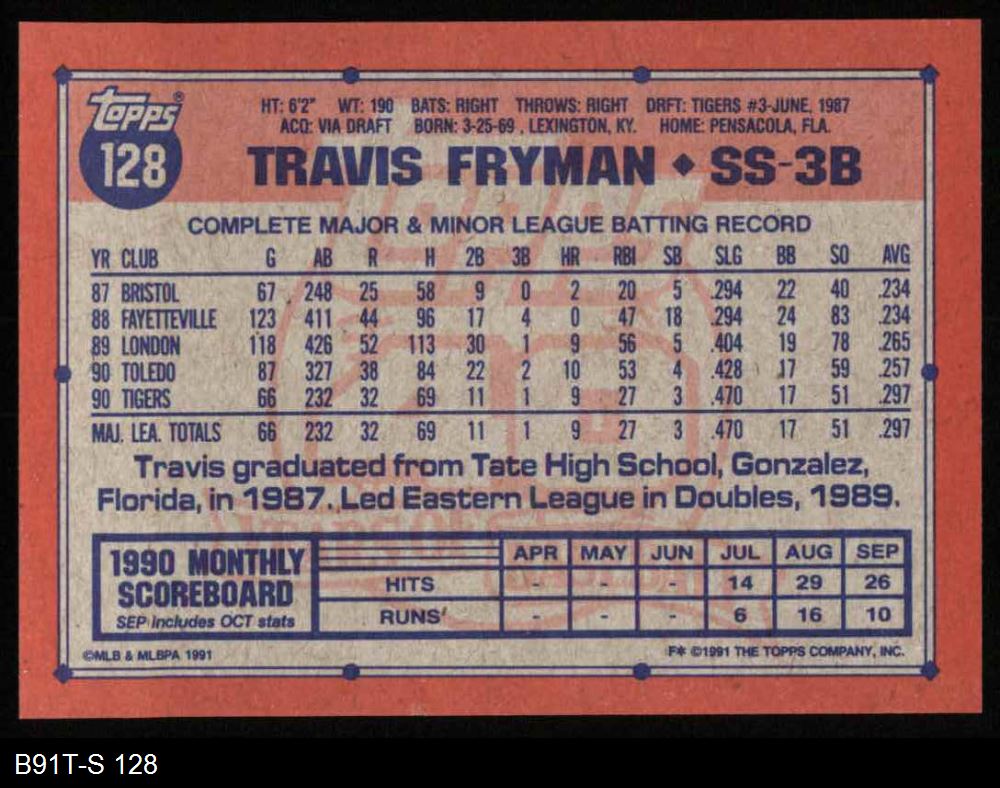 Topps®
128
HT: 6'2" WT: 190 BATS: RIGHT THROWS: RIGHT DRFT: TIGERS #3-JUNE, 1987
ACQ: VIA DRAFT BORN: 3-25-69 , LEXINGTON, KY. HOME: PENSACOLA, FLA.
TRAVIS FRYMAN ◆ SS-3B
COMPLETE MAJOR & MINOR LEAGUE BATTING RECORD
YR CLUB G AB R H 2B 3B HR RBI SB SLG BB SO AVG
87 BRISTOL 67 248 25 58 9 0 2 20 5 .294 22 40 .234
88 FAYETTEVILLE 123 411 44 96 17 4 0 47 18 .294 24 83 .234
89 LONDON 118 426 52 113 30 1 9 56 5 .404 19 78 .265
90 TOLEDO 87 327 38 84 22 2 10 53 4 .428 17 59 .257
90 TIGERS 66 232 32 69 11 1 9 27 3 .470 17 51 .297
MAJ. LEA. TOTALS 66 232 32 69 11 1 9 27 3 .470 17 51 .297
Travis graduated from Tate High School, Gonzalez,
Florida, in 1987. Led Eastern League in Doubles, 1989.
1990 MONTHLY
SCOREBOARD
SEP includes OCT stats
APR MAY JUN JUL AUG SEP
HITS - - - 14 29 26
RUNS - - - 6 16 10
©MLB & MLBPA 1991
F* ©1991 THE TOPPS COMPANY, INC.
B91T-S 128